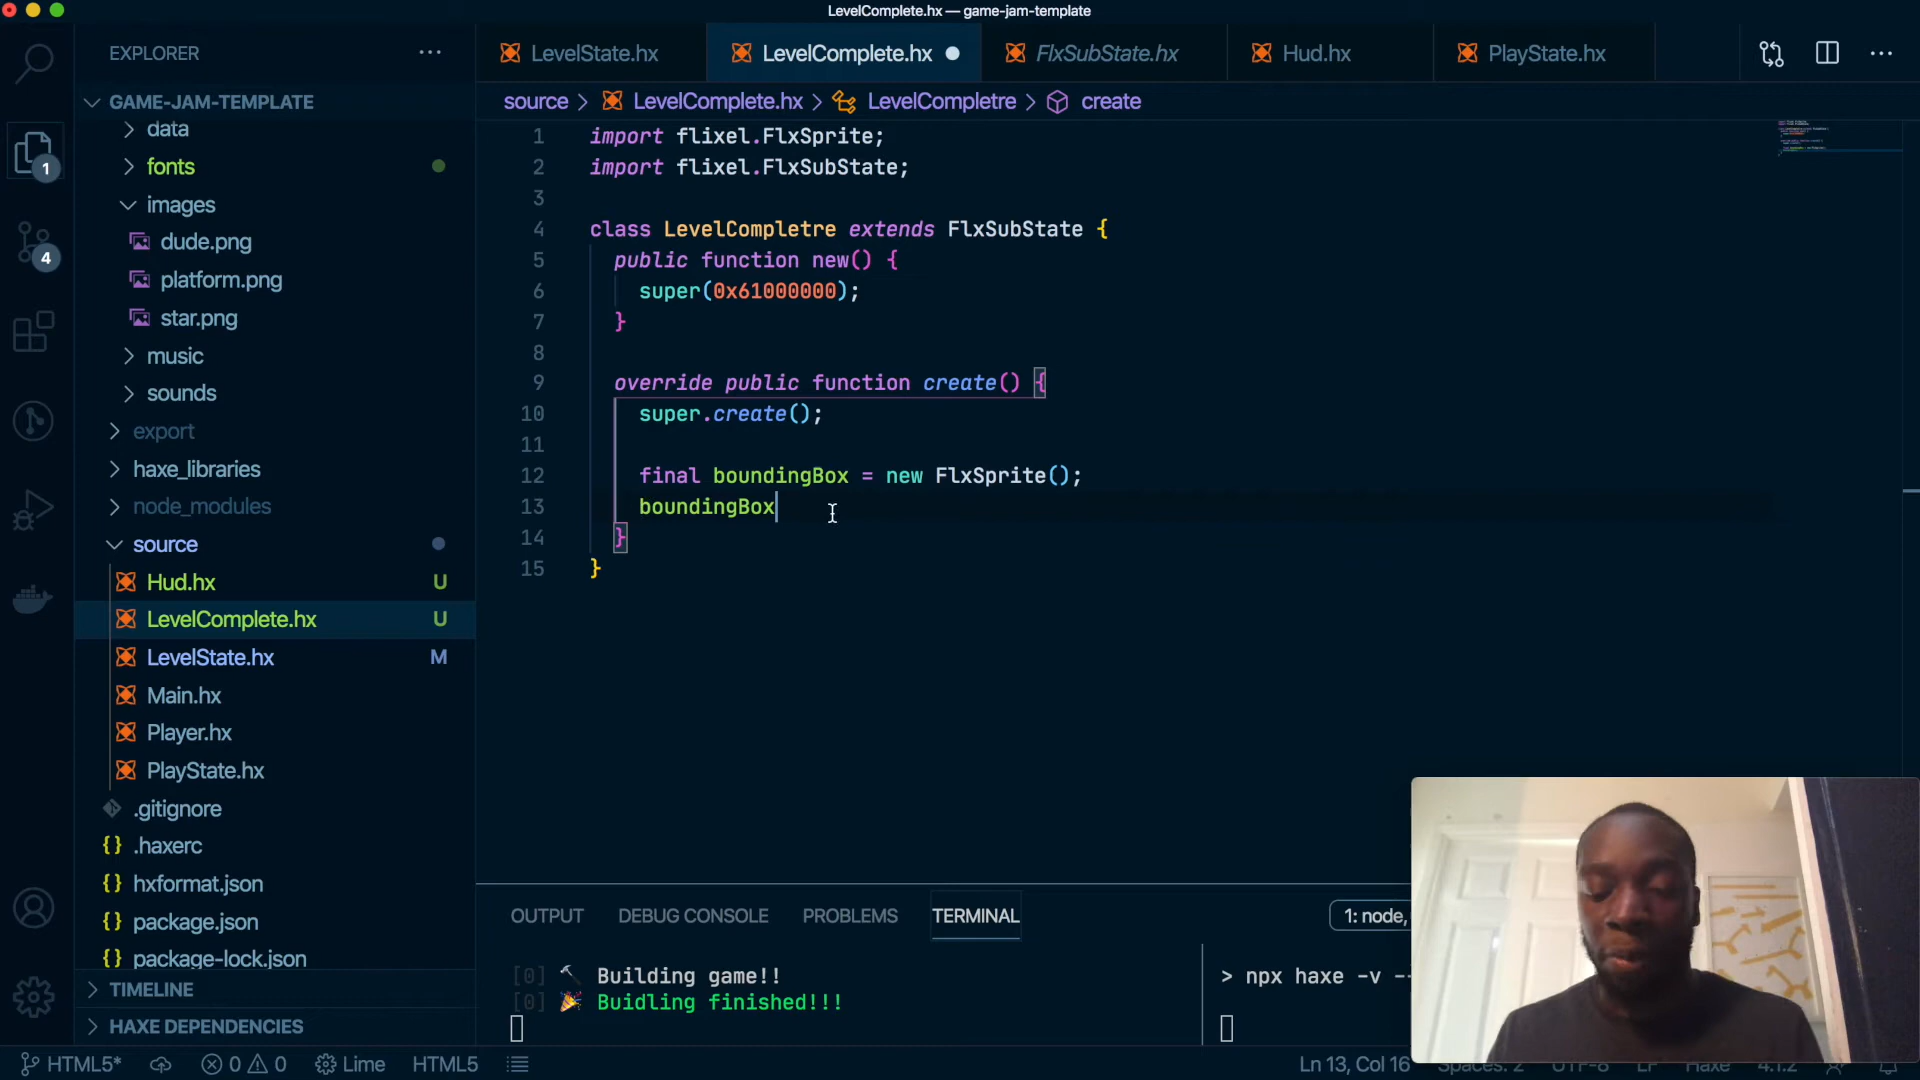 LevelComplete.hx — game-jam-template
EXPLORER
LevelState.hx
LevelComplete.hx
FlxSubState.hx
Hud.hx
PlayState.hx
GAME-JAM-TEMPLATE
source > LevelComplete.hx > LevelCompletre > create
data
fonts
images
dude.png
platform.png
star.png
music
sounds
export
haxe_libraries
node_modules
source
Hud.hx U
LevelComplete.hx U
LevelState.hx M
Main.hx
Player.hx
PlayState.hx
.gitignore
{} .haxerc
{} hxformat.json
{} package.json
{} package-lock.json
TIMELINE
HAXE DEPENDENCIES
1
4
1 import flixel.FlxSprite;
2 import flixel.FlxSubState;
3
4 class LevelCompletre extends FlxSubState {
5 public function new() {
6 super(0x61000000);
7 }
8
9 override public function create() {
10 super.create();
11
12 final boundingBox = new FlxSprite();
13 boundingBox
14 }
15 }
OUTPUT DEBUG CONSOLE PROBLEMS TERMINAL
1: node,
[0] 🔨 Building game!!
[0] 🎉 Buidling finished!!!
> npx haxe -v --
HTML5* 0 0 Lime HTML5
Ln 13, Col 16 Spaces: 2 UTF-8 LF Haxe 4.1.2